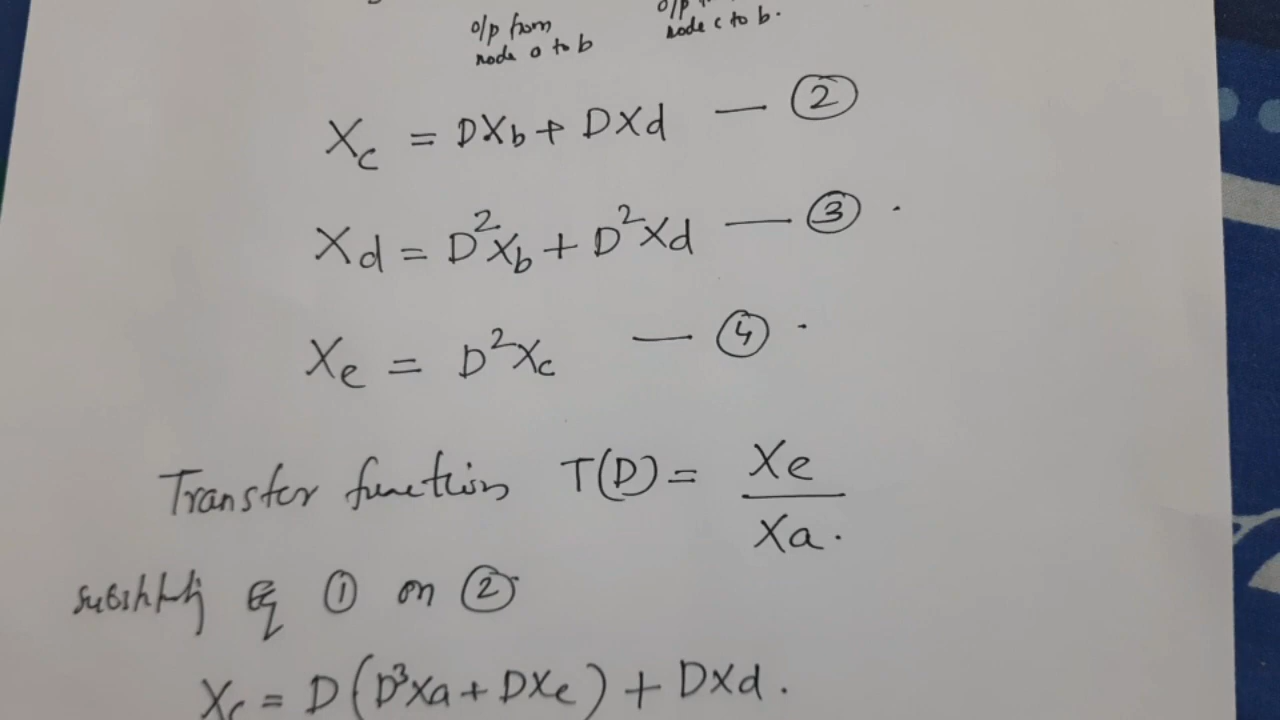 o/p from
node a to b
o/p
node c to b.
Xc = DXb + DXd — ②
Xd = D²Xb + D²Xd — ③ .
Xe = D²Xc — ④ .
Transfer function T(D) = Xe / Xa.
Eq ① on ②
Xc = D(D³Xa + DXe) + DXd .